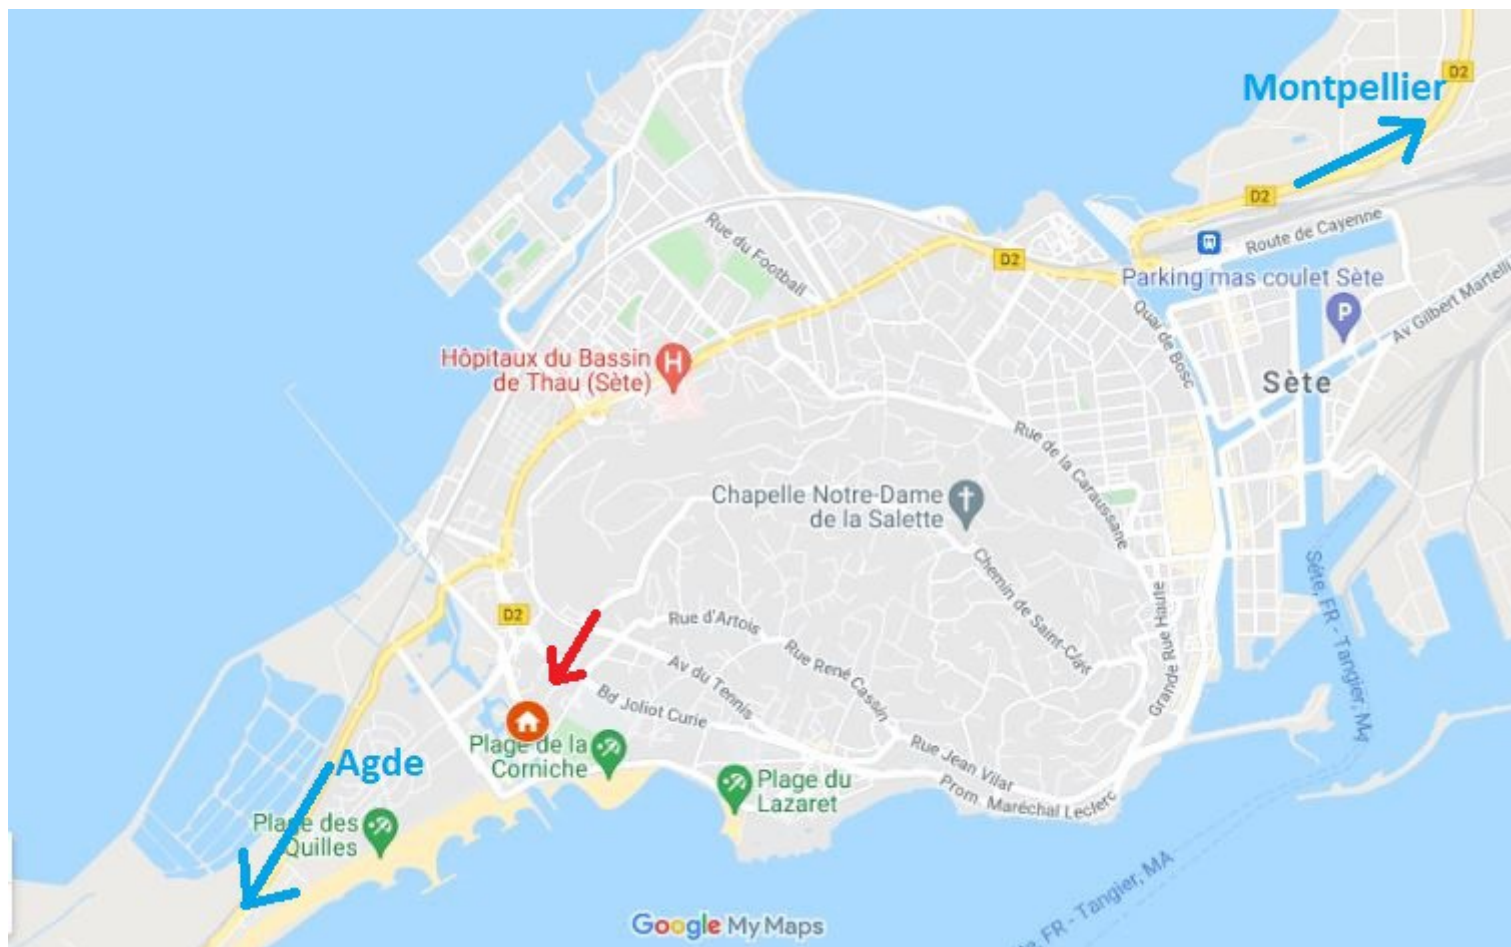 Montpellier
D2
D2
Route de Cayenne
Rue du Football
D2
Parking mas coulet Sète
P
Av Gilbert Martelli
Quai de Bosc
Hôpitaux du Bassin
de Thau (Sète)
H
Sète
Rue de la Caraussane
Chapelle Notre-Dame
de la Salette
Chemin de Saint-Clair
Sète, FR - Tangier, MA
Grande Rue Haute
D2
Rue d'Artois
Rue René Cassin
Av du Tennis
Bd Joliot Curie
Plage de la
Corniche
Agde
Rue Jean Vilar
Plage du
Lazaret
Prom. Maréchal Leclerc
Plage des
Quilles
FR - Tangier, MA
Google My Maps